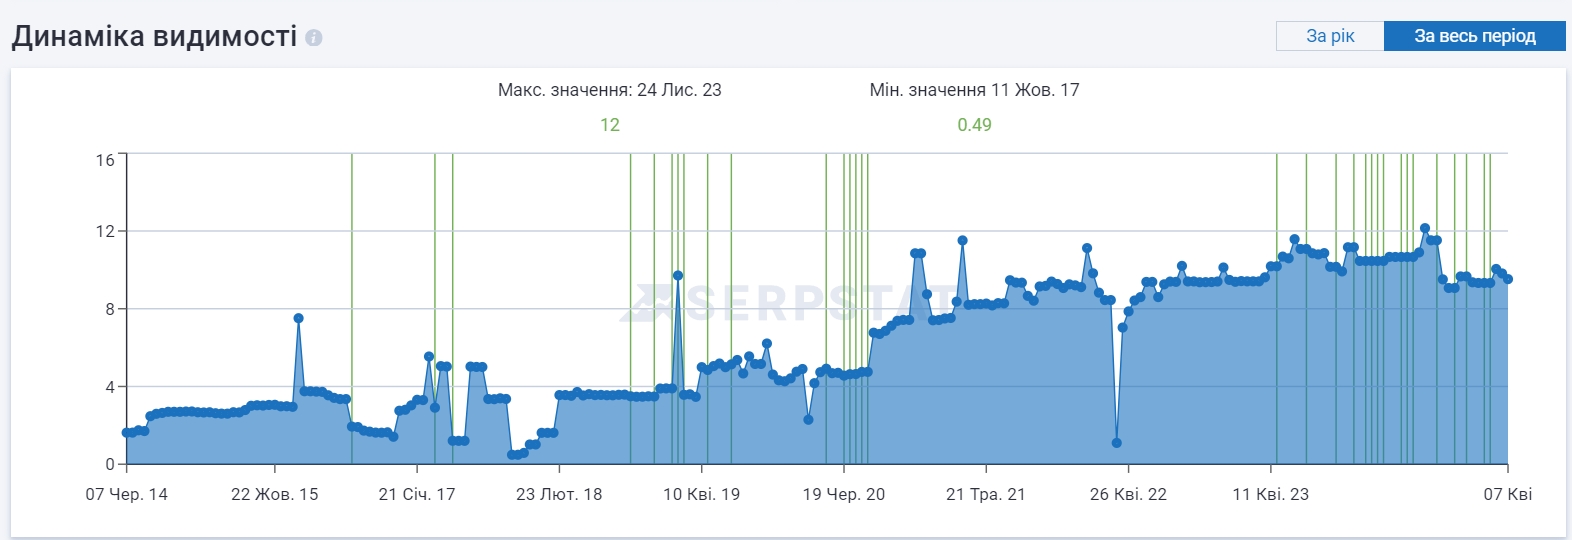 Динаміка видимості
За рік За весь період
Макс. значення: 24 Лис. 23 Мін. значення 11 Жов. 17
12 0.49
16
12
8
4
0
SERPSTAT
07 Чер. 14 22 Жов. 15 21 Січ. 17 23 Лют. 18 10 Кві. 19 19 Чер. 20 21 Тра. 21 26 Кві. 22 11 Кві. 23 07 Кві